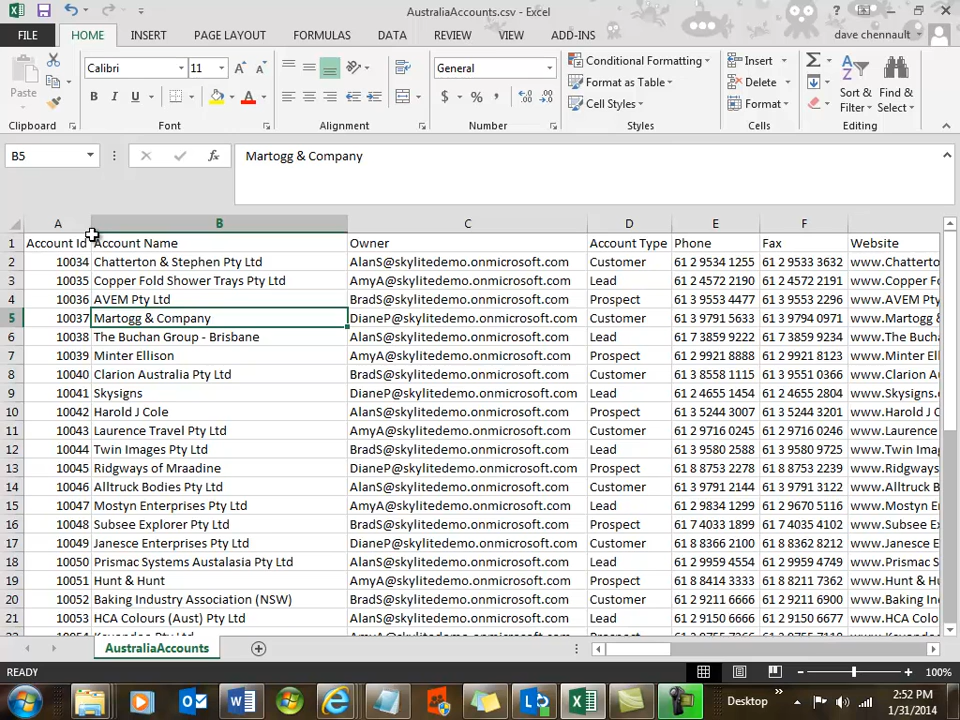 AustraliaAccounts.csv - Excel
FILE HOME INSERT PAGE LAYOUT FORMULAS DATA REVIEW VIEW ADD-INS dave chennault
Paste Calibri 11 General Conditional Formatting Format as Table Cell Styles Insert Delete Format Sort & Filter Find & Select
Clipboard Font Alignment Number Styles Cells Editing
B5 Martogg & Company
A B C D E F
1 Account Id Account Name Owner Account Type Phone Fax Website
2 10034 Chatterton & Stephen Pty Ltd AlanS@skylitedemo.onmicrosoft.com Customer 61 2 9534 1255 61 2 9533 3632 www.Chatterto
3 10035 Copper Fold Shower Trays Pty Ltd AmyA@skylitedemo.onmicrosoft.com Lead 61 2 4572 2190 61 2 4572 2191 www.Copper Fo
4 10036 AVEM Pty Ltd BradS@skylitedemo.onmicrosoft.com Prospect 61 3 9553 4477 61 3 9553 2296 www.AVEM Pty
5 10037 Martogg & Company DianeP@skylitedemo.onmicrosoft.com Customer 61 3 9791 5633 61 3 9794 0971 www.Martogg &
6 10038 The Buchan Group - Brisbane AlanS@skylitedemo.onmicrosoft.com Lead 61 7 3859 9222 61 7 3859 9234 www.The Bucha
7 10039 Minter Ellison AmyA@skylitedemo.onmicrosoft.com Prospect 61 2 9921 8888 61 2 9921 8123 www.Minter Elli
8 10040 Clarion Australia Pty Ltd BradS@skylitedemo.onmicrosoft.com Customer 61 3 8558 1115 61 3 9551 0366 www.Clarion Au
9 10041 Skysigns DianeP@skylitedemo.onmicrosoft.com Lead 61 2 4655 1454 61 2 4654 2504 www.Skysigns.c
10 10042 Harold J Cole AlanS@skylitedemo.onmicrosoft.com Prospect 61 3 5244 3007 61 3 5244 3201 www.Harold J C
11 10043 Laurence Travel Pty Ltd AmyA@skylitedemo.onmicrosoft.com Customer 61 2 9716 0245 61 2 9716 0246 www.Laurence
12 10044 Twin Images Pty Ltd BradS@skylitedemo.onmicrosoft.com Lead 61 3 9580 2588 61 3 9580 9725 www.Twin Imag
13 10045 Ridgways of Mraadine DianeP@skylitedemo.onmicrosoft.com Prospect 61 8 8753 2278 61 8 8753 2239 www.Ridgways
14 10046 Alltruck Bodies Pty Ltd AlanS@skylitedemo.onmicrosoft.com Customer 61 3 9791 2144 61 3 9791 2122 www.Alltruck B
15 10047 Mostyn Enterprises Pty Ltd AmyA@skylitedemo.onmicrosoft.com Lead 61 2 9834 1299 61 2 9670 5116 www.Mostyn En
16 10048 Subsee Explorer Pty Ltd BradS@skylitedemo.onmicrosoft.com Prospect 61 7 4033 1899 61 7 4035 4102 www.Subsee Ex
17 10049 Janesce Enterprises Pty Ltd DianeP@skylitedemo.onmicrosoft.com Customer 61 8 8366 2100 61 8 8362 8212 www.Janesce E
18 10050 Prismac Systems Austalasia Pty Ltd AlanS@skylitedemo.onmicrosoft.com Lead 61 2 9959 4554 61 2 9959 4759 www.Prismac Sy
19 10051 Hunt & Hunt AmyA@skylitedemo.onmicrosoft.com Prospect 61 8 8414 3333 61 8 8211 7362 www.Hunt & H
20 10052 Baking Industry Association (NSW) BradS@skylitedemo.onmicrosoft.com Customer 61 2 9211 6666 61 2 9211 6900 www.Baking In
21 10053 HCA Colours (Aust) Pty Ltd AlanS@skylitedemo.onmicrosoft.com Lead 61 2 9150 6666 61 2 9150 6767 www.HCA Colo
AustraliaAccounts
READY 100%
Desktop 2:52 PM
1/31/2014